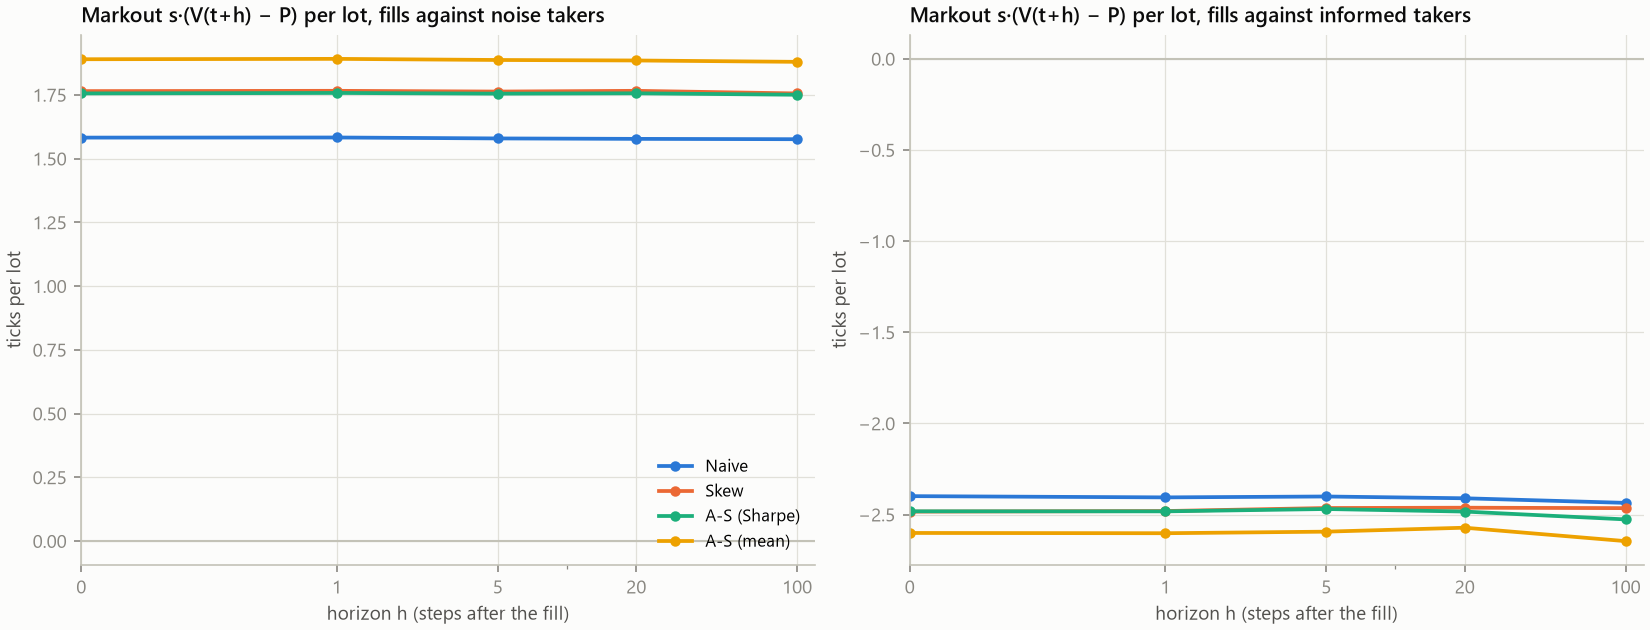 Markout s·(V(t+h) − P) per lot, fills against noise takers
1.75
1.50
1.25
1.00
0.75
0.50
0.25
0.00
ticks per lot
Naive
Skew
A-S (Sharpe)
A-S (mean)
0
1
5
20
100
horizon h (steps after the fill)
Markout s·(V(t+h) − P) per lot, fills against informed takers
0.0
−0.5
−1.0
−1.5
−2.0
−2.5
ticks per lot
0
1
5
20
100
horizon h (steps after the fill)